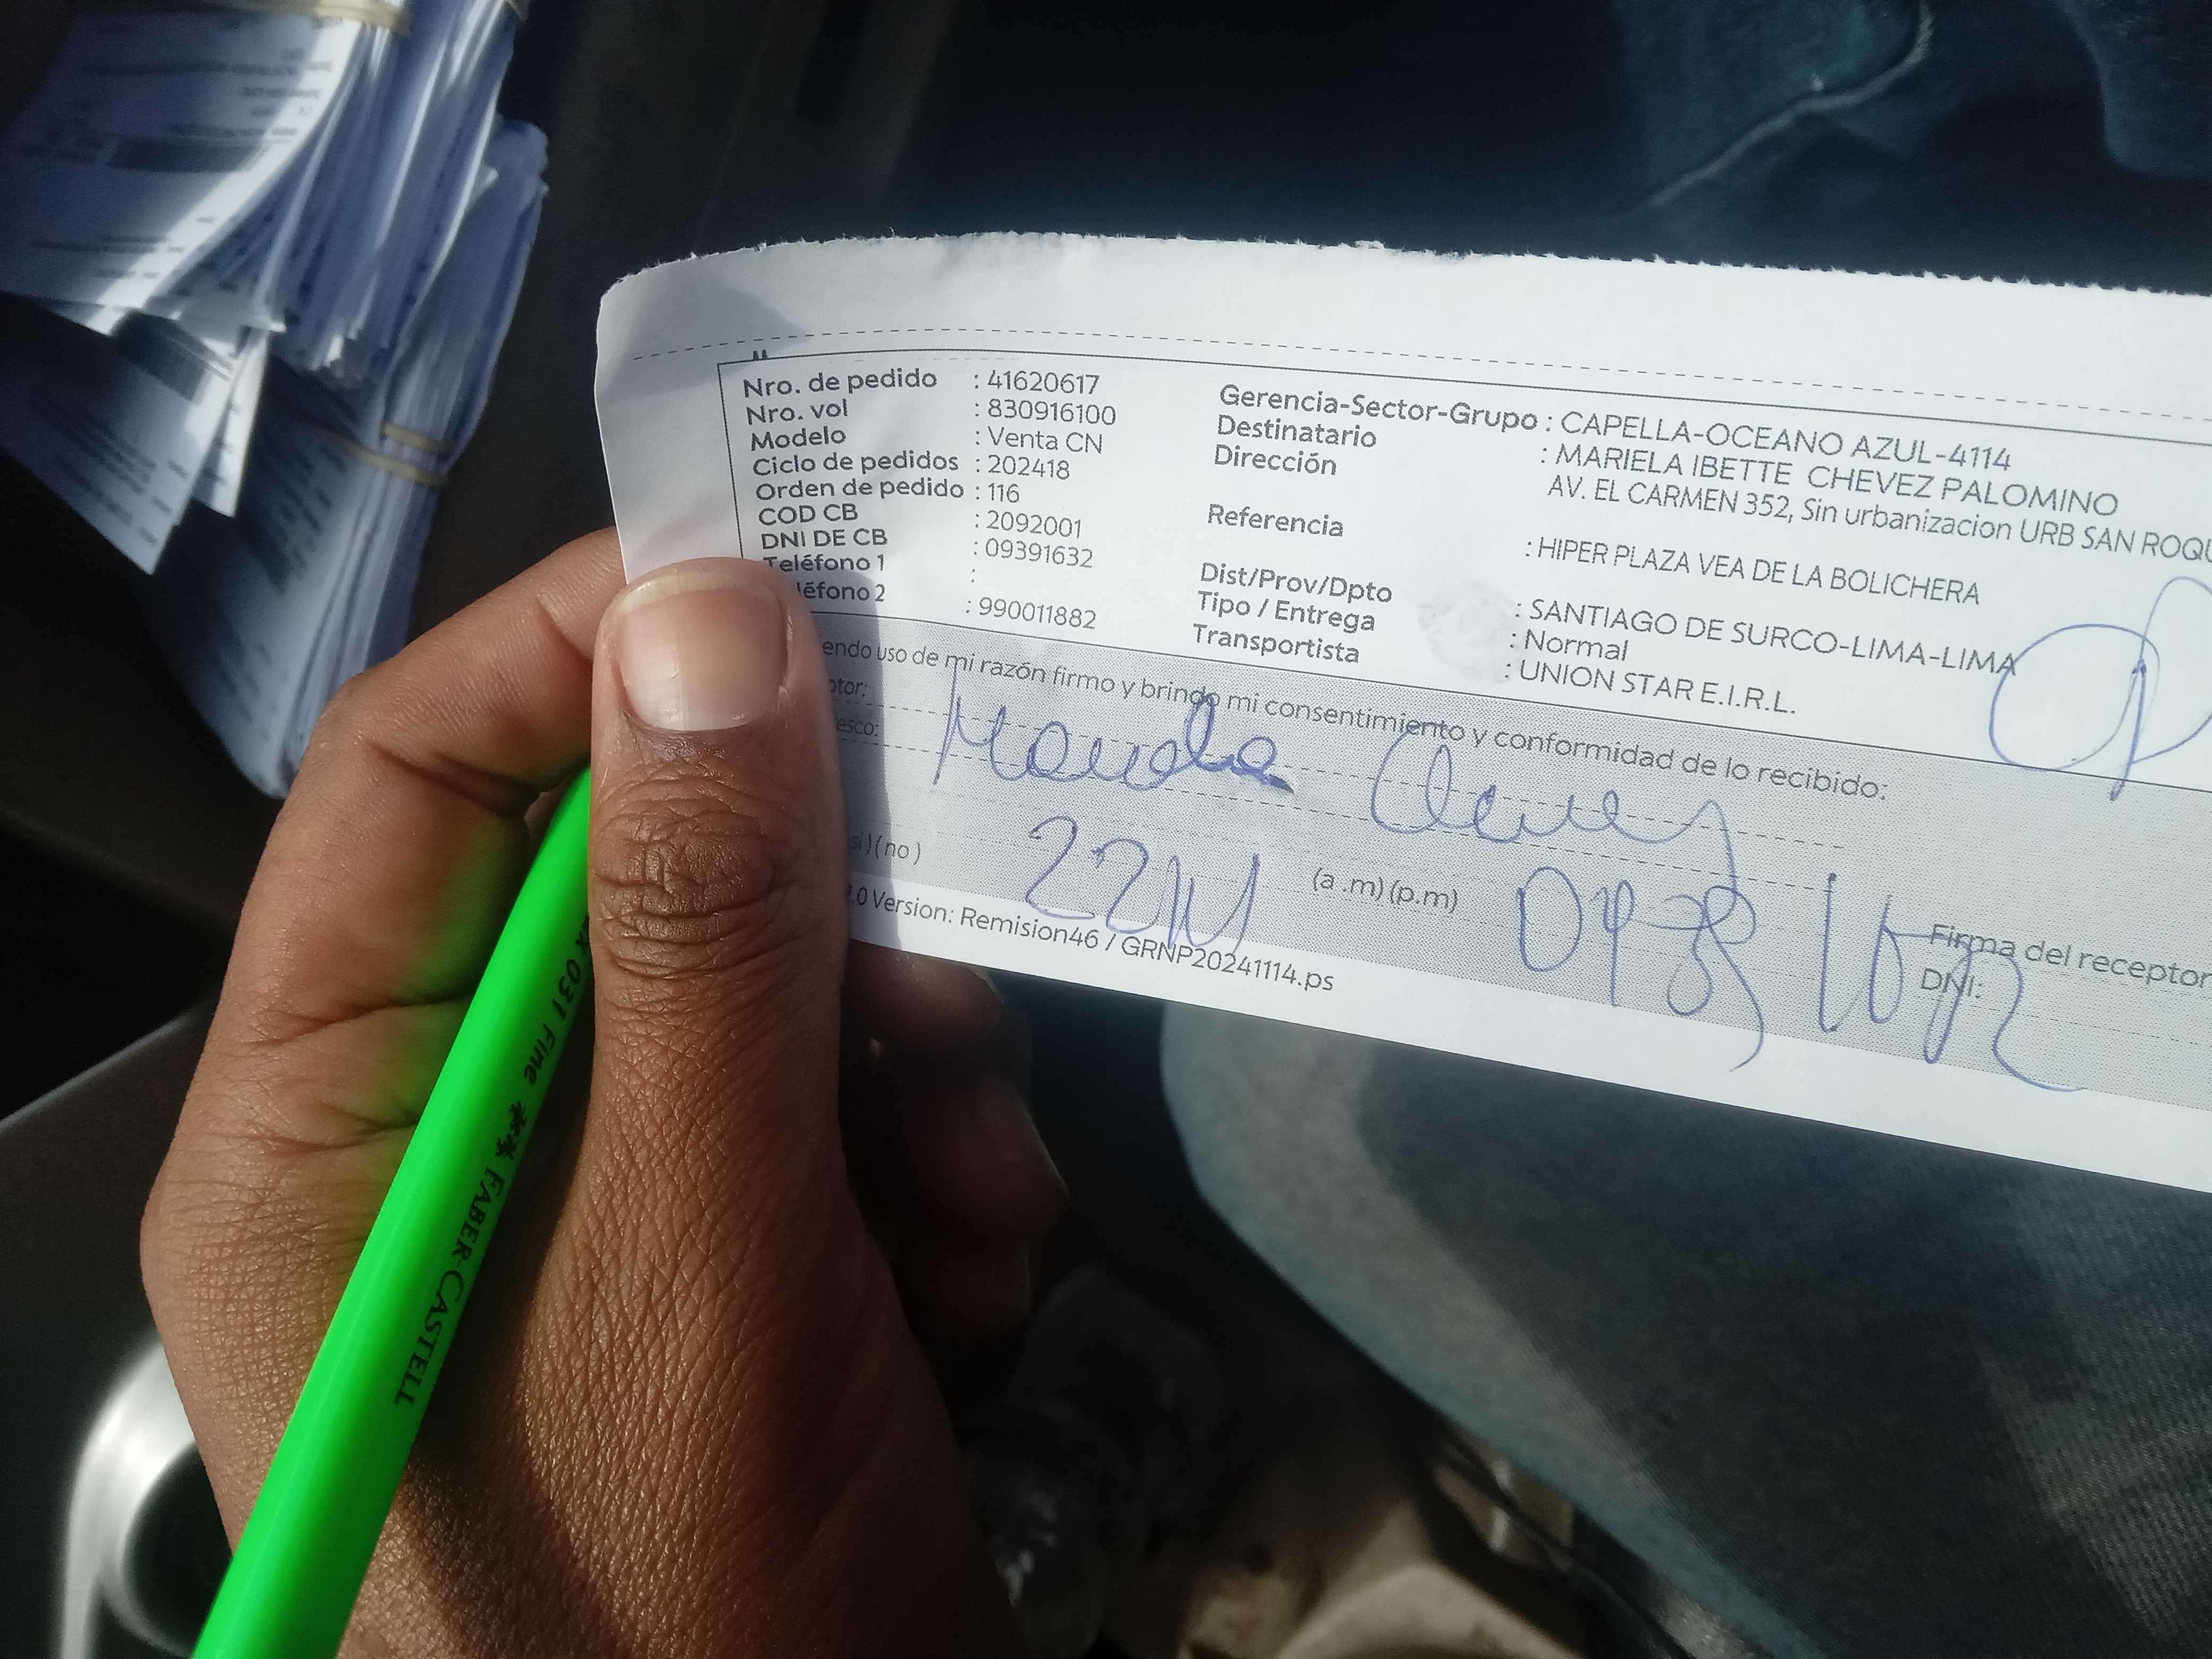 Nro. de pedido : 41620617
Nro. vol : 830916100
Modelo : Venta CN
Ciclo de pedidos : 202418
Orden de pedido : 116
COD CB : 2092001
DNI DE CB : 09391632
Teléfono 1 :
léfono 2 : 990011882
Gerencia-Sector-Grupo : CAPELLA-OCEANO AZUL-4114
Destinatario : MARIELA IBETTE CHEVEZ PALOMINO
Dirección AV. EL CARMEN 352, Sin urbanizacion URB SAN ROQU
Referencia : HIPER PLAZA VEA DE LA BOLICHERA
Dist/Prov/Dpto : SANTIAGO DE SURCO-LIMA-LIMA
Tipo / Entrega : Normal
Transportista : UNION STAR E.I.R.L.
endo uso de mi razón firmo y brindo mi consentimiento y conformidad de lo recibido:
ptor:
esco:
si ) ( no )
22/11
(a .m) (p.m)
Firma del receptor
DNI:
2.0 Version: Remision46 / GRNP20241114.ps
031 Fine FABER-CASTELL